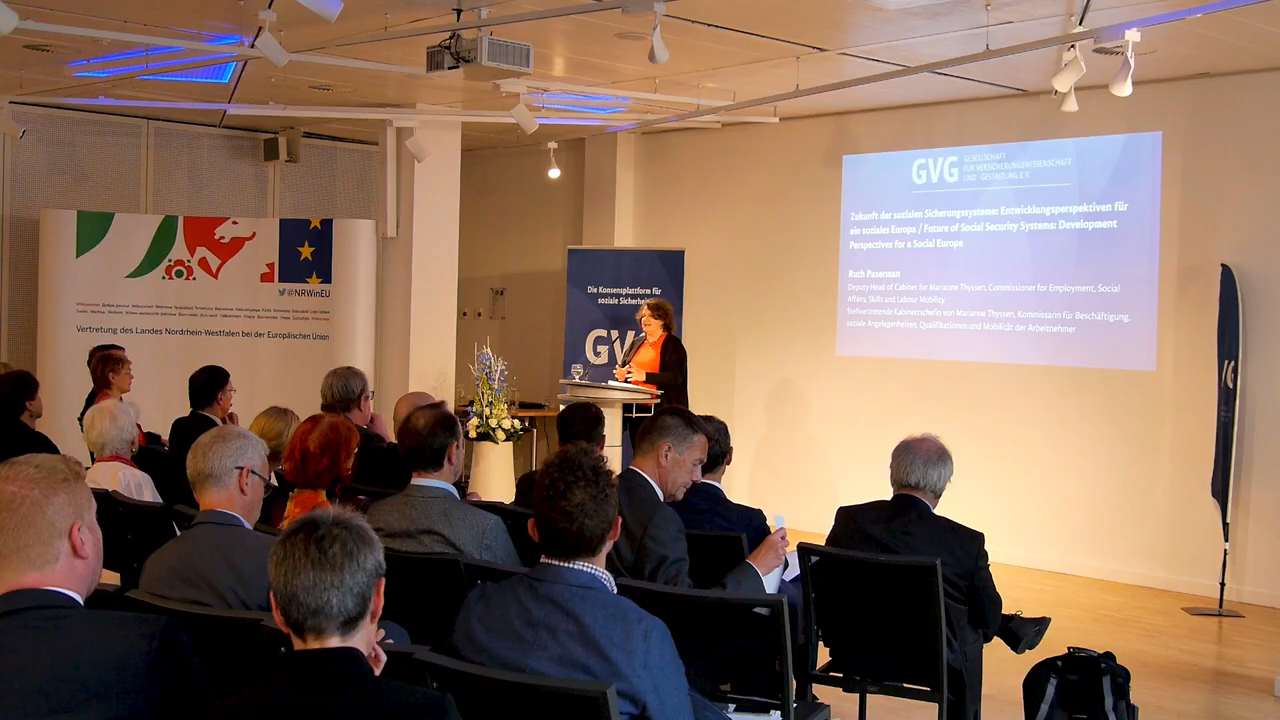 @NRWinEU
Vertretung des Landes Nordrhein-Westfalen bei der Europäischen Union
Die Konsensplattform für
soziale Sicherheit
GV
GVG GESELLSCHAFT
FÜR VERSICHERUNGSWISSENSCHAFT
UND -GESTALTUNG E.V.
Zukunft der sozialen Sicherungssysteme: Entwicklungsperspektiven für
ein soziales Europa / Future of Social Security Systems: Development
Perspectives for a Social Europe
Ruth Paserman
Deputy Head of Cabinet for Marianne Thyssen, Commissioner for Employment, Social
Affairs, Skills and Labour Mobility
Stellvertretende Kabinettschefin von Marianne Thyssen, Kommissarin für Beschäftigung,
soziale Angelegenheiten, Qualifikationen und Mobilität der Arbeitnehmer